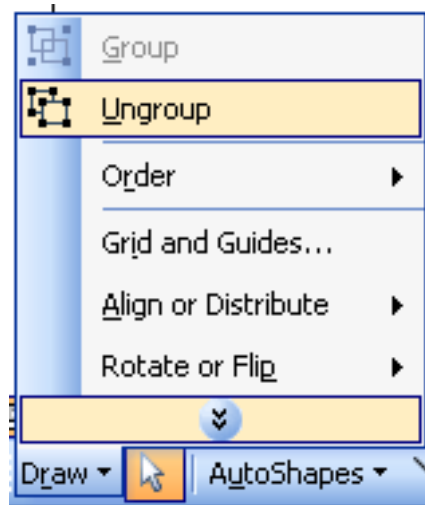 Group
Ungroup
Order
Grid and Guides...
Align or Distribute
Rotate or Flip
Draw AutoShapes